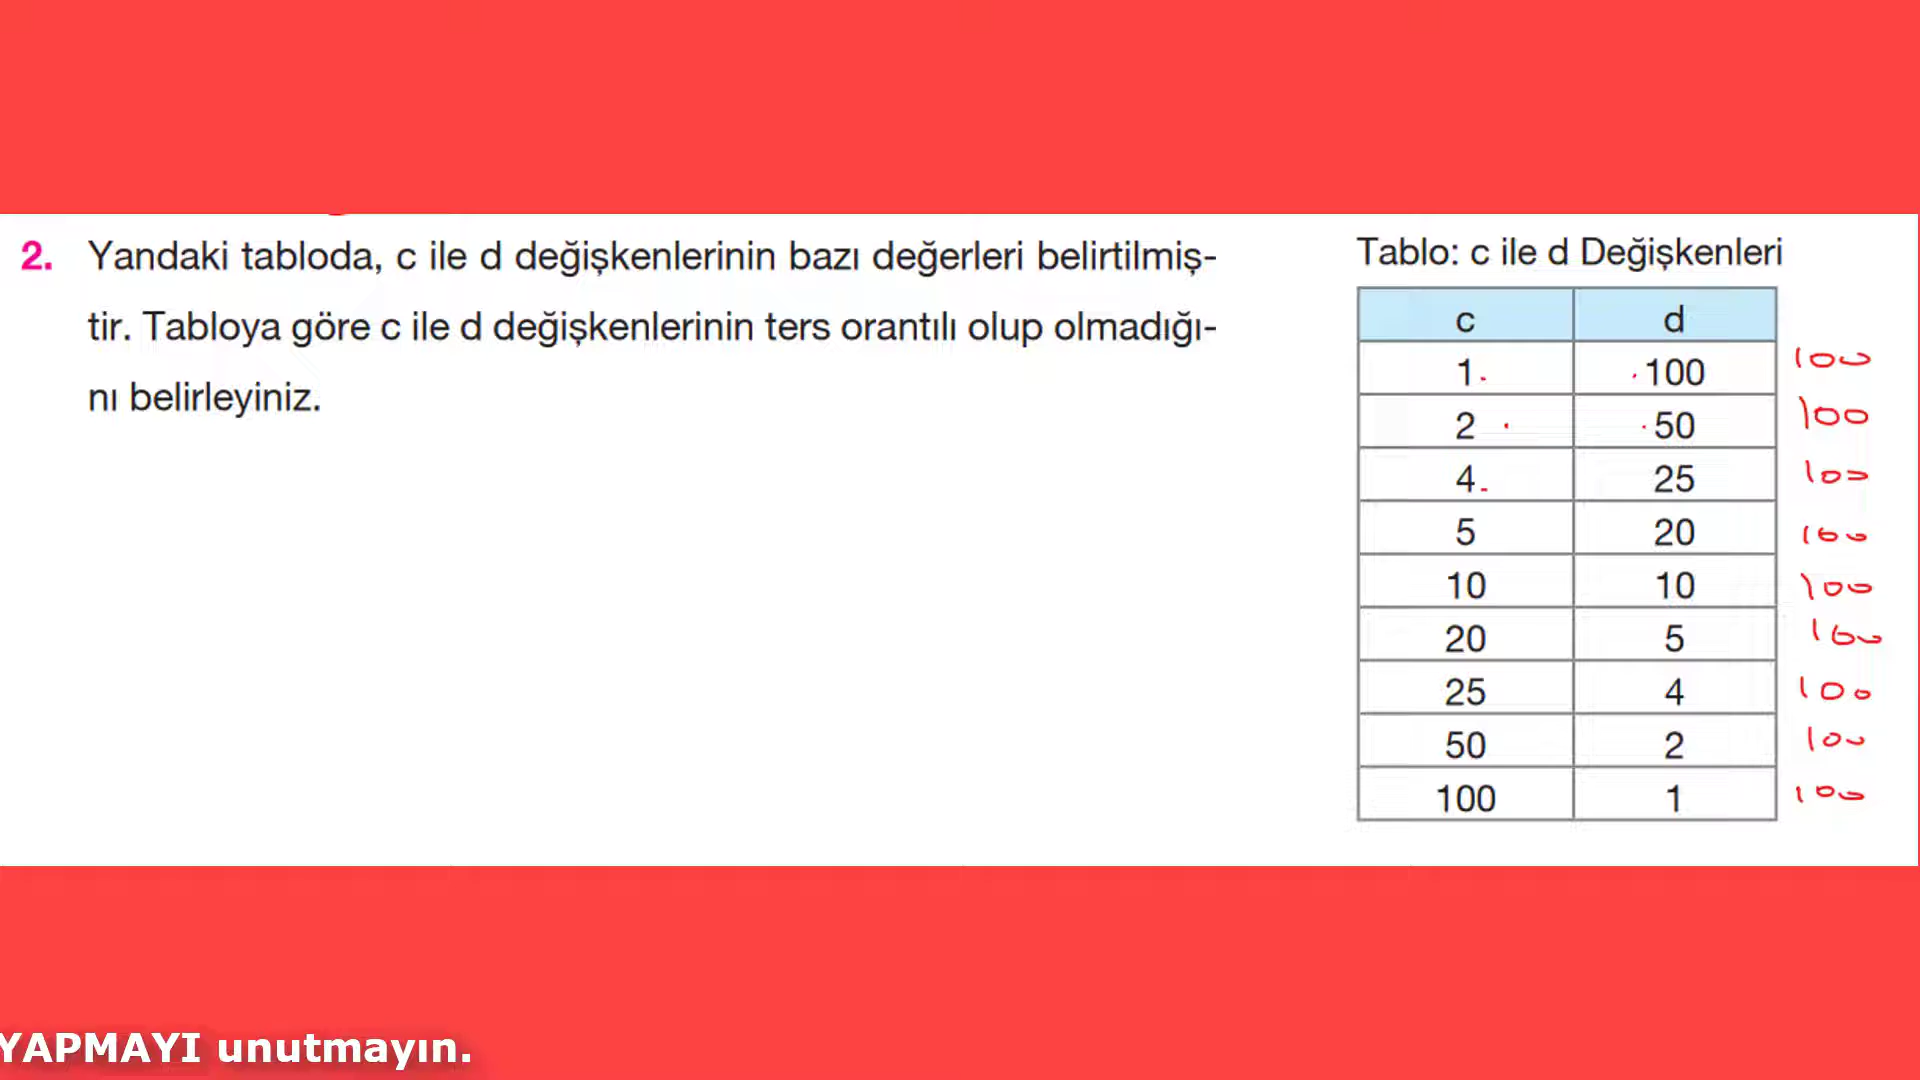 2. Yandaki tabloda, c ile d değişkenlerinin bazı değerleri belirtilmiş-
tir. Tabloya göre c ile d değişkenlerinin ters orantılı olup olmadığı-
nı belirleyiniz.
Tablo: c ile d Değişkenleri
c d
1 . . 100 100
2 . . 50 100
4 . 25 100
5 20 100
10 10 100
20 5 100
25 4 100
50 2 100
100 1 100
YAPMAYI unutmayın.